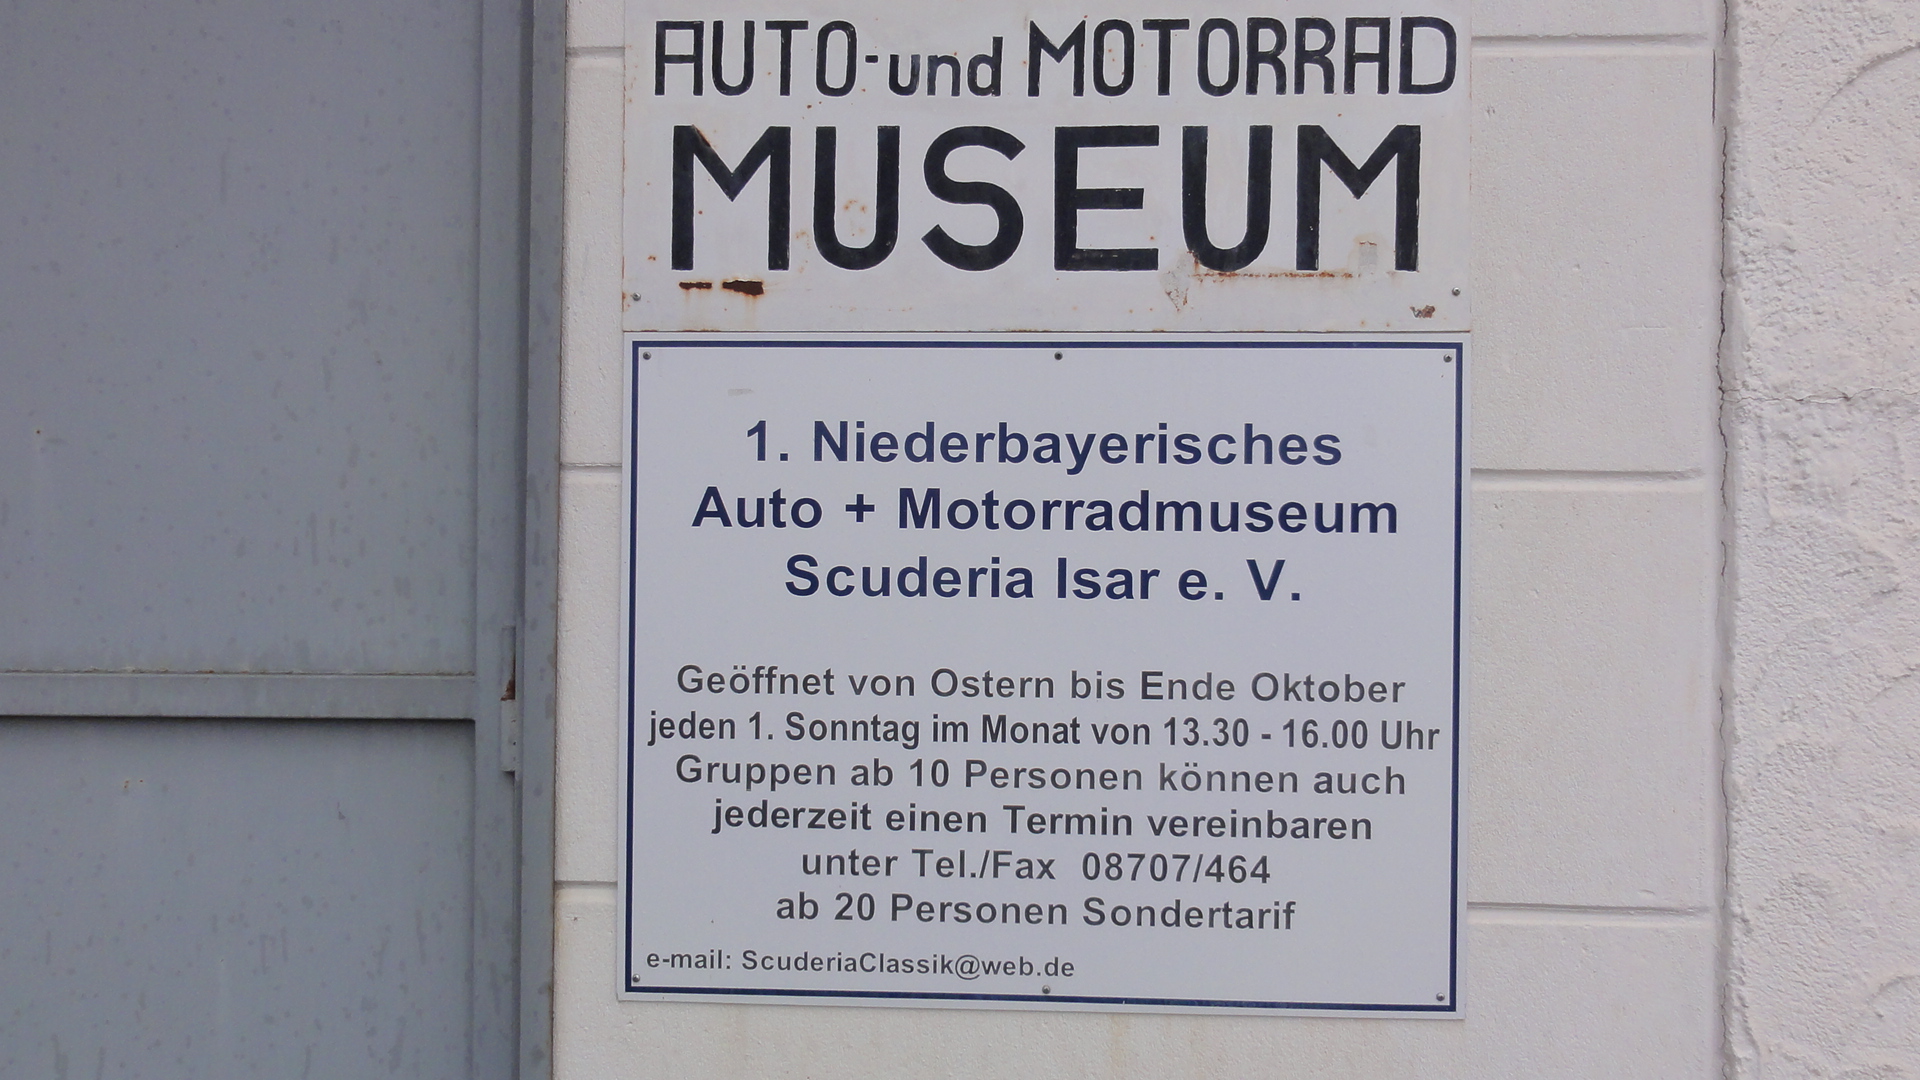 AUTO-und MOTORRAD
MUSEUM
1. Niederbayerisches
Auto + Motorradmuseum
Scuderia Isar e. V.
Geöffnet von Ostern bis Ende Oktober
jeden 1. Sonntag im Monat von 13.30 - 16.00 Uhr
Gruppen ab 10 Personen können auch
jederzeit einen Termin vereinbaren
unter Tel./Fax 08707/464
ab 20 Personen Sondertarif
e-mail: ScuderiaClassik@web.de